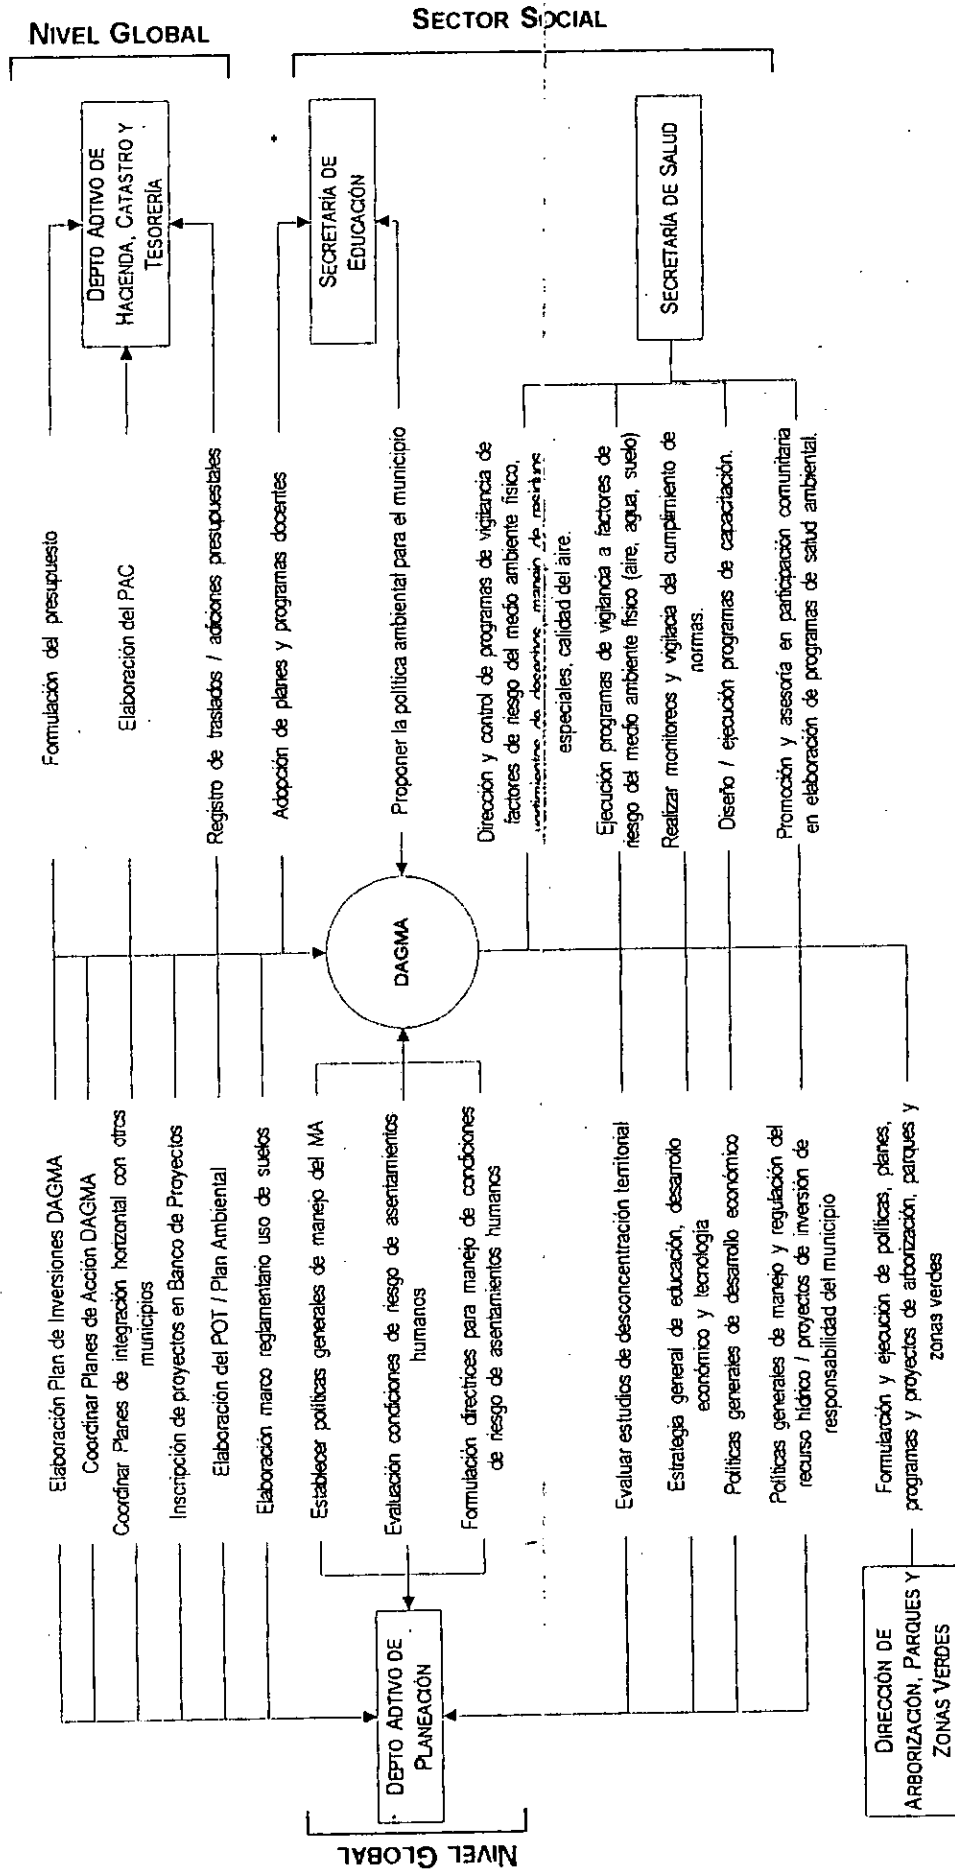 NIVEL GLOBAL
SECTOR SOCIAL
DEPTO ADTIVO DE
HACIENDA, CATASTRO Y
TESORERÍA
SECRETARÍA DE
EDUCACIÓN
SECRETARÍA DE SALUD
Formulación del presupuesto
Elaboración del PAC
Registro de traslados / adiciones presupuestales
Adopción de planes y programas docentes
Proponer la política ambiental para el municipio
Dirección y control de programas de vigilancia de
factores de riesgo del medio ambiente físico,
vertimientos de desechos, manejo de residuos
especiales, calidad del aire.
Ejecución programas de vigilancia a factores de
riesgo del medio ambiente físico (aire, agua, suelo)
Realizar monitoreos y vigilacia del cumplimiento de
normas.
Diseño / ejecución programas de capacitación.
Promoción y asesoría en participación comunitaria
en elaboración de programas de salud ambiental.
DAGMA
Elaboración Plan de Inversiones DAGMA
Coordinar Planes de Acción DAGMA
Coordinar Planes de integración horizontal con otros
municipios
Inscripción de proyectos en Banco de Proyectos
Elaboración del POT / Plan Ambiental
Elaboración marco reglamentario uso de suelos
Establecer políticas generales de manejo del MA
Evaluación condiciones de riesgo de asentamientos
humanos
Formulación directrices para manejo de condiciones
de riesgo de asentamientos humanos
Evaluar estudios de desconcentración territorial
Estrategia general de educación, desarrollo
económico y tecnología
Políticas generales de desarrollo económico
Políticas generales de manejo y regulación del
recurso hídrico / proyectos de inversión de
responsabilidad del municipio
Formulación y ejecución de políticas, planes,
programas y proyectos de arborización, parques y
zonas verdes
DEPTO ADTIVO DE
PLANEACIÓN
NIVEL GLOBAL
DIRECCIÓN DE
ARBORIZACIÓN, PARQUES Y
ZONAS VERDES